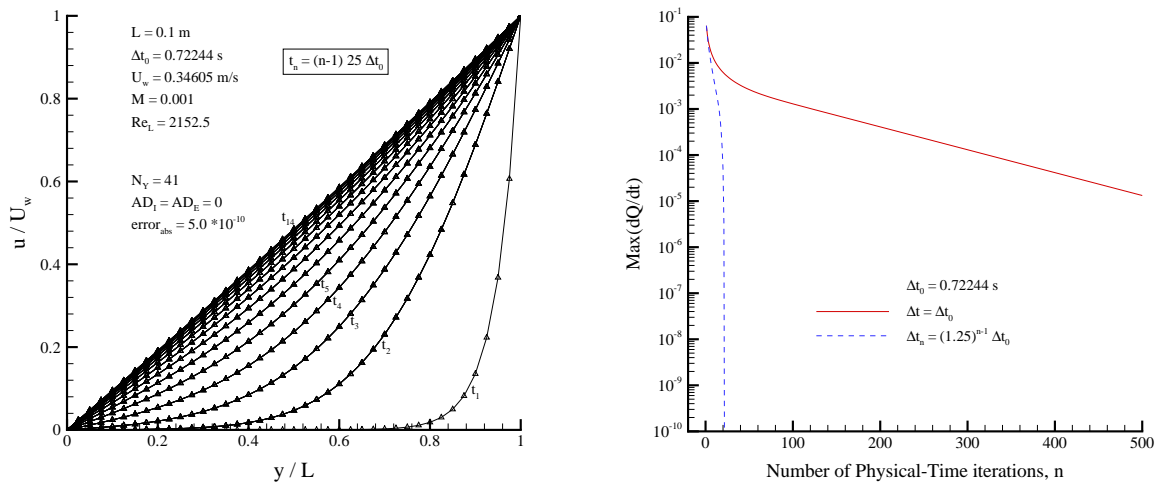 L = 0.1 m
Δt₀ = 0.72244 s
U_w = 0.34605 m/s
M = 0.001
Re_L = 2152.5
t_n = (n-1) 25 Δt₀
N_Y = 41
AD_I = AD_E = 0
error_abs = 5.0 *10⁻¹⁰
t₁₄
t₅
t₄
t₃
t₂
t₁
u / U_w
1
0.8
0.6
0.4
0.2
0
0 0.2 0.4 0.6 0.8 1
y / L
Max(dQ/dt)
10⁻¹
10⁻²
10⁻³
10⁻⁴
10⁻⁵
10⁻⁶
10⁻⁷
10⁻⁸
10⁻⁹
10⁻¹⁰
Δt₀ = 0.72244 s
Δt = Δt₀
Δt_n = (1.25)ⁿ⁻¹ Δt₀
0 100 200 300 400 500
Number of Physical-Time iterations, n